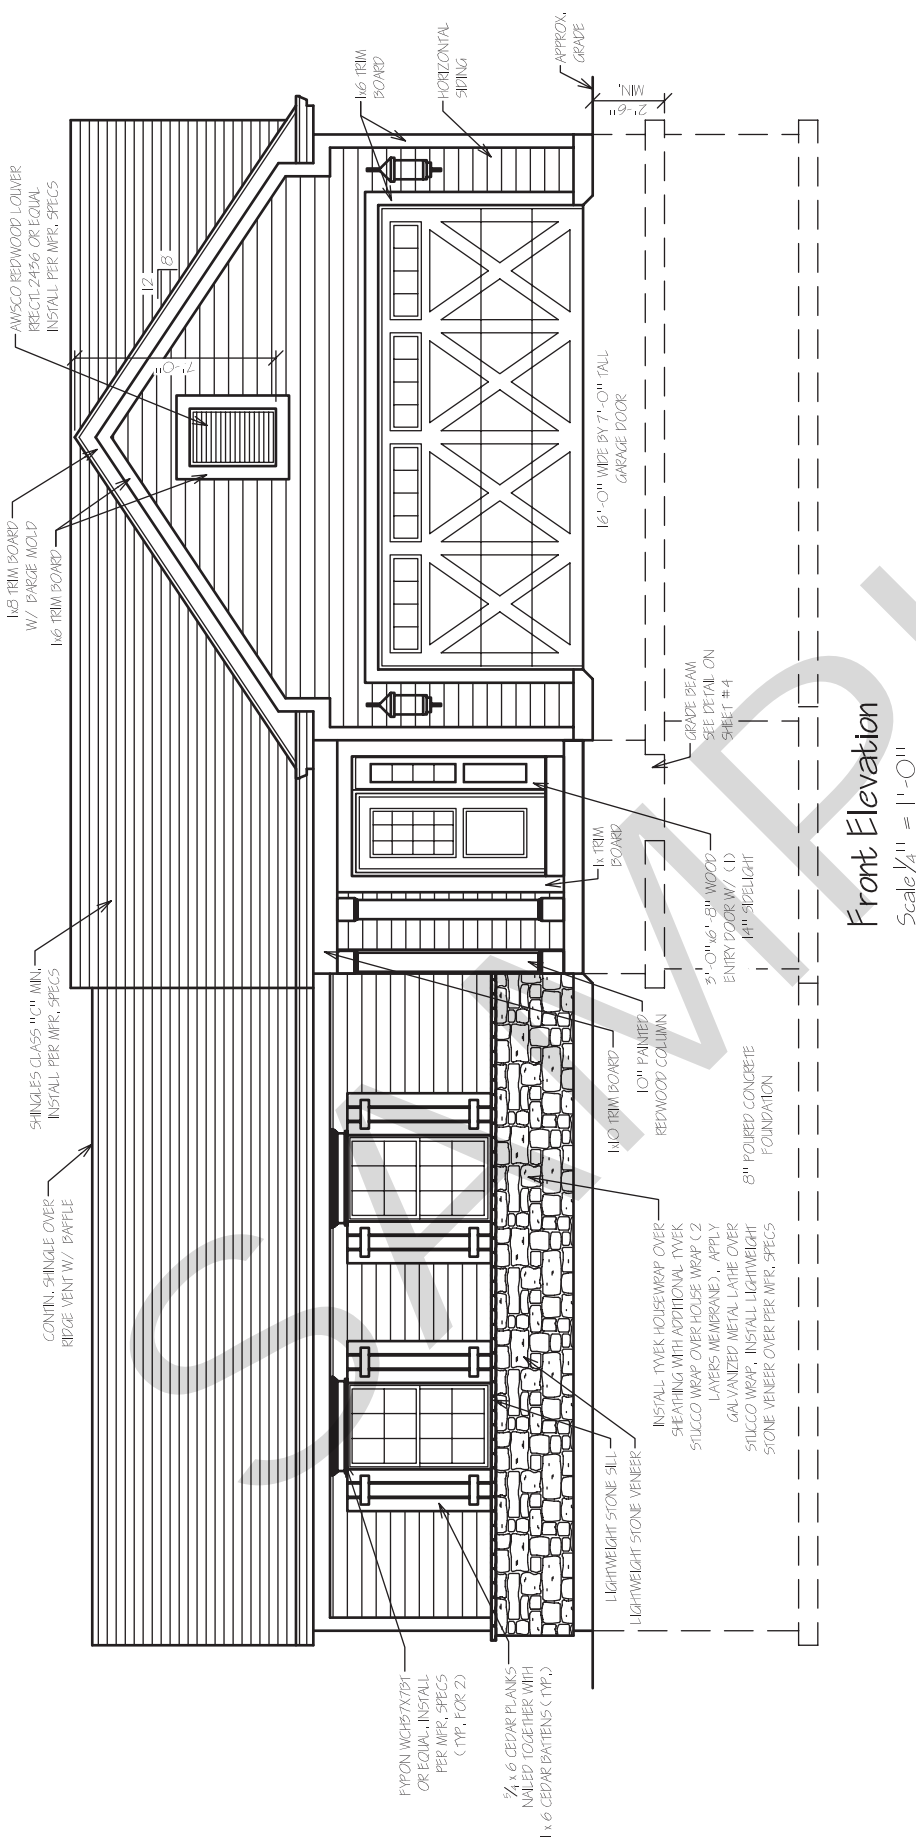 CONTIN. SHINGLE OVER
RIDGE VENT W/ BAFFLE
SHINGLES CLASS "C" MIN.
INSTALL PER MFR. SPECS
1x8 TRIM BOARD
W/ BARGE MOLD
1x6 TRIM BOARD
AWSCO REDWOOD LOUVER
RRECTL2436 OR EQUAL
INSTALL PER MFR. SPECS
12
8
7'-0"
1x6 TRIM
BOARD
HORIZONTAL
SIDING
APPROX.
GRADE
2'-6"
MIN.
FYPON WCH37X73T
OR EQUAL. INSTALL
PER MFR. SPECS
(TYP. FOR 2)
5/4 x 6 CEDAR PLANKS
NAILED TOGETHER WITH
1 x 6 CEDAR BATTENS (TYP.)
LIGHTWEIGHT STONE SILL
LIGHTWEIGHT STONE VENEER
INSTALL TYVEK HOUSEWRAP OVER
SHEATHING WITH ADDITIONAL TYVEK
STUCCO WRAP OVER HOUSE WRAP (2
LAYERS MEMBRANE). APPLY
GALVANIZED METAL LATHE OVER
STUCCO WRAP. INSTALL LIGHTWEIGHT
STONE VENEER OVER PER MFR. SPECS
1x10 TRIM BOARD
10" PAINTED
REDWOOD COLUMN
8" POURED CONCRETE
FOUNDATION
1x TRIM
BOARD
3'-0"x6'-8" WOOD
ENTRY DOOR W/ (1)
14" SIDELIGHT
GRADE BEAM
SEE DETAIL ON
SHEET #4
16'-0" WIDE BY 7'-0" TALL
GARAGE DOOR
Front Elevation
Scale 1/4" = 1'-0"